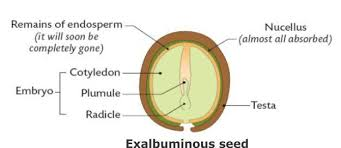 Remains of endosperm
(it will soon be
completely gone)
Nucellus
(almost all absorbed)
Cotyledon
Embryo
Plumule
Radicle
Testa
Exalbuminous seed